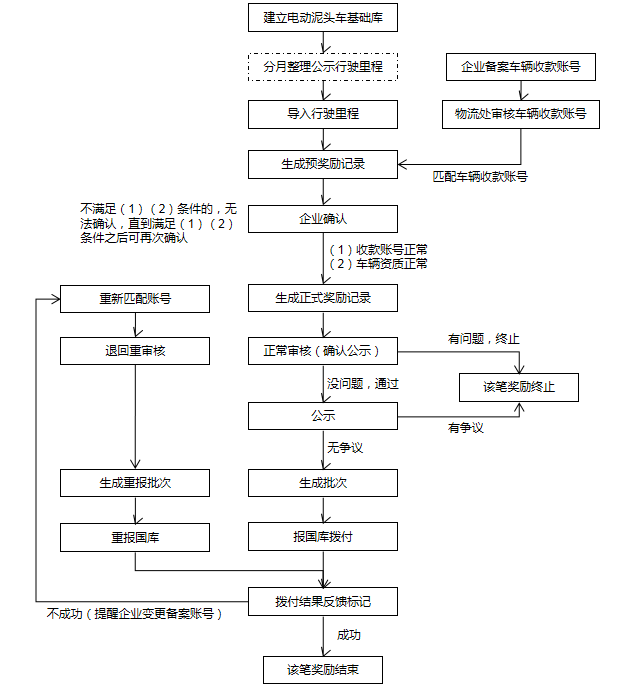 建立电动泥头车基础库
分月整理公示行驶里程
企业备案车辆收款账号
导入行驶里程
物流处审核车辆收款账号
生成预奖励记录
匹配车辆收款账号
不满足（1）（2）条件的，无
法确认，直到满足（1）（2）
条件之后可再次确认
企业确认
（1）收款账号正常
（2）车辆资质正常
重新匹配账号
生成正式奖励记录
退回重审核
正常审核（确认公示）
有问题，终止
没问题，通过
该笔奖励终止
公示
有争议
无争议
生成重报批次
生成批次
重报国库
报国库拨付
拨付结果反馈标记
不成功（提醒企业变更备案账号）
成功
该笔奖励结束